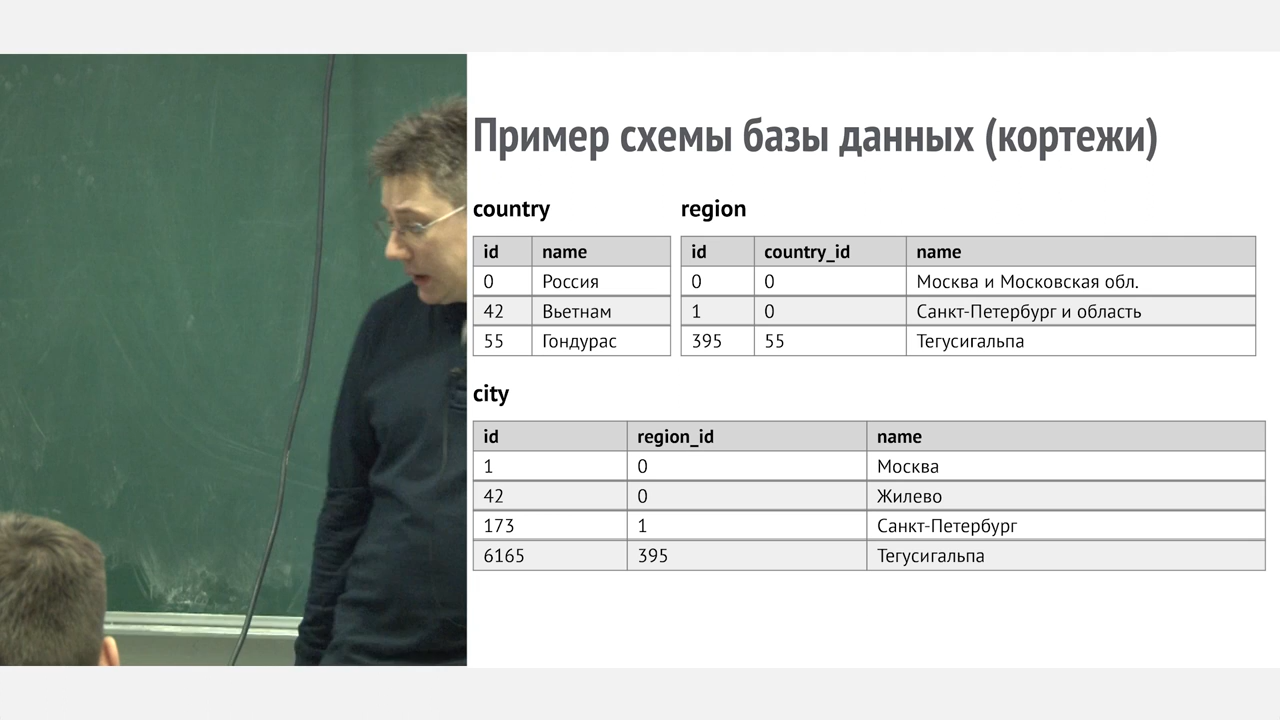 Пример схемы базы данных (кортежи)
country
id name
0 Россия
42 Вьетнам
55 Гондурас
region
id country_id name
0 0 Москва и Московская обл.
1 0 Санкт-Петербург и область
395 55 Тегусигальпа
city
id region_id name
1 0 Москва
42 0 Жилево
173 1 Санкт-Петербург
6165 395 Тегусигальпа